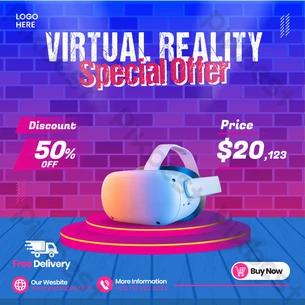 LOGO
HERE
VIRTUAL REALITY
Special Offer
Discount
50%
OFF
Price
$20,123
Free Delivery
Our Wesbite
More Information
Buy Now